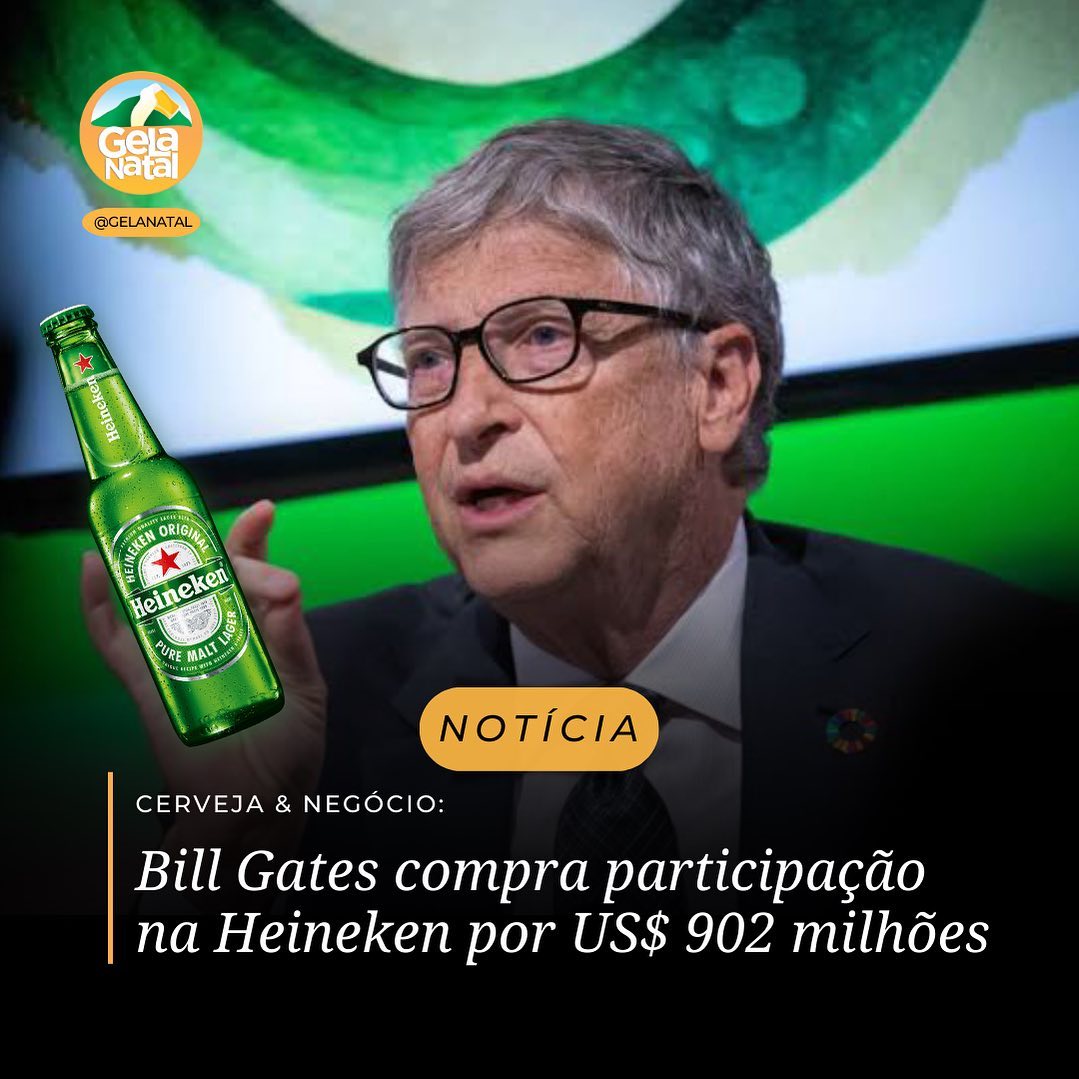 Gela
Natal
@GELANATAL
Heineken
HEINEKEN ORIGINAL
Heineken
PURE MALT LAGER
NOTÍCIA
CERVEJA & NEGÓCIO:
Bill Gates compra participação
na Heineken por US$ 902 milhões